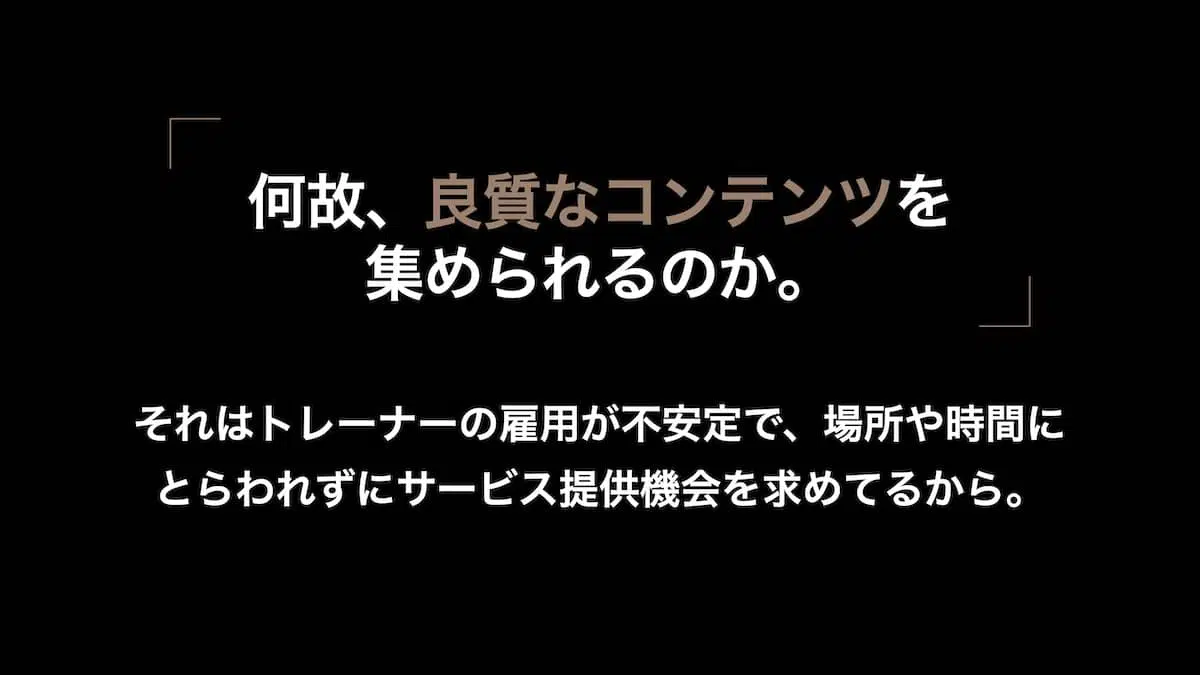 何故、良質なコンテンツを
集められるのか。
それはトレーナーの雇用が不安定で、場所や時間に
とらわれずにサービス提供機会を求めてるから。